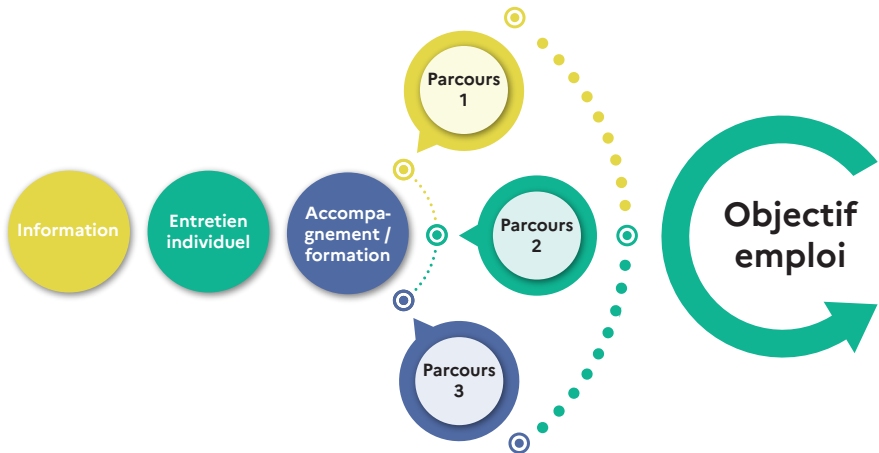 Information
Entretien
individuel
Accompa-
gnement /
formation
Parcours
1
Parcours
2
Parcours
3
Objectif
emploi